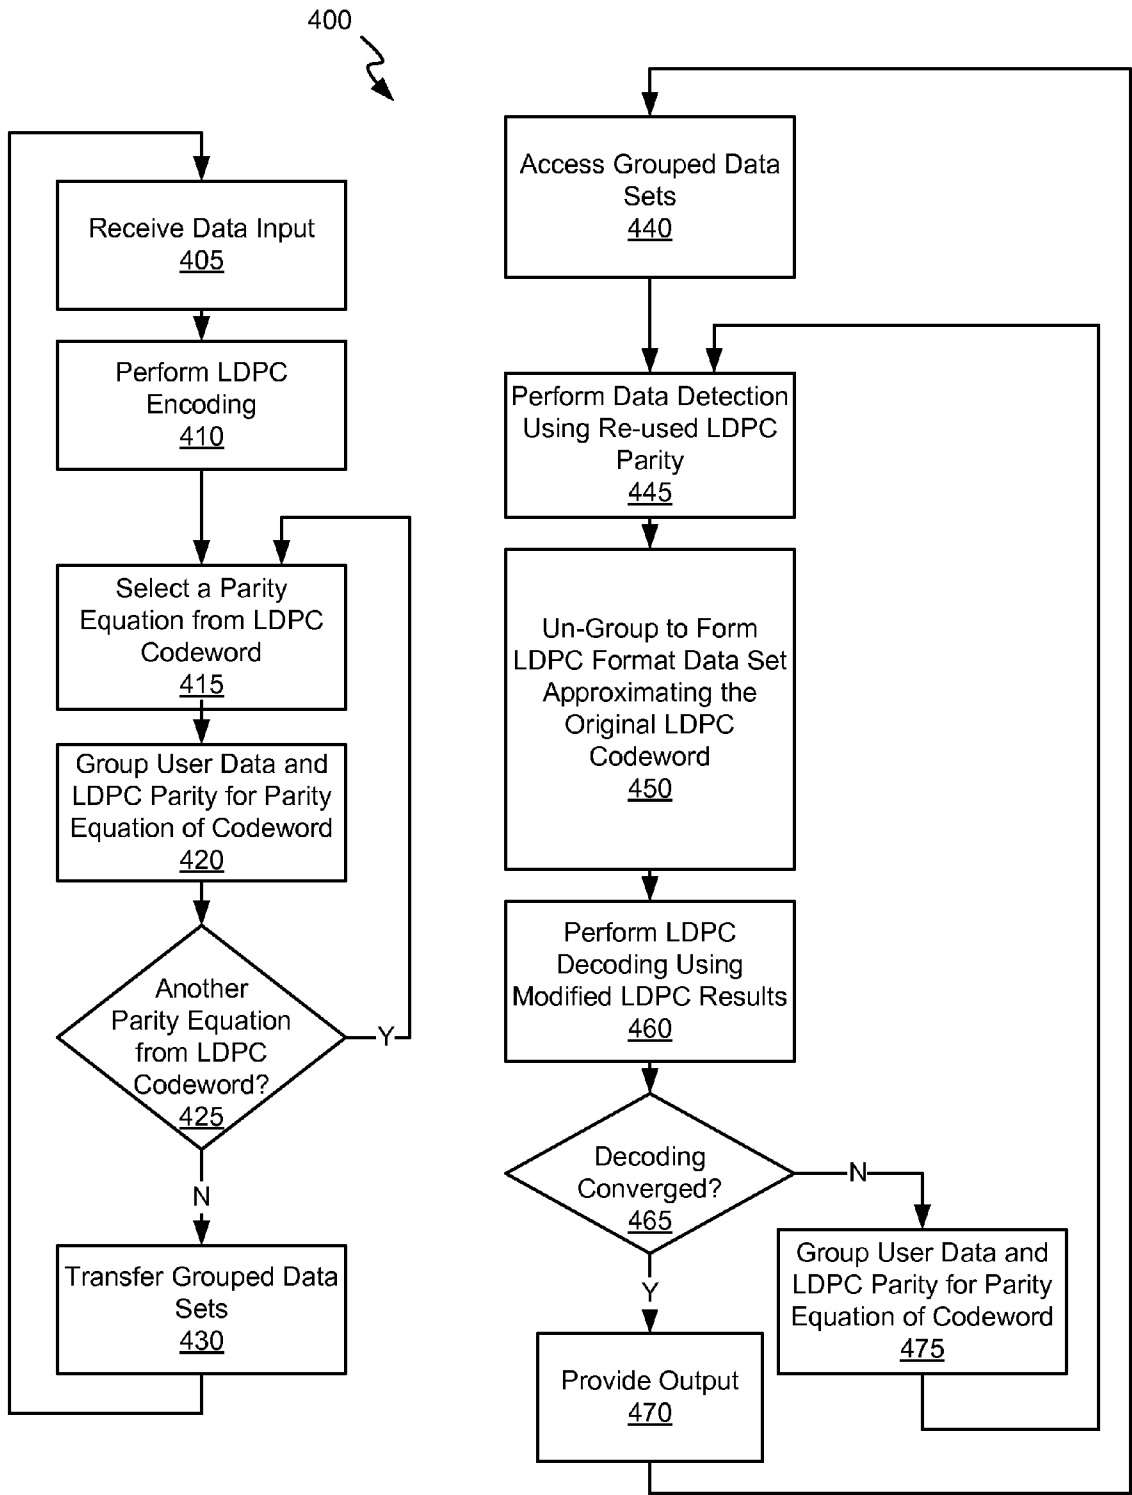 400
Receive Data Input
405
Perform LDPC
Encoding
410
Select a Parity
Equation from LDPC
Codeword
415
Group User Data and
LDPC Parity for Parity
Equation of Codeword
420
Another
Parity Equation
from LDPC
Codeword?
425
Y
N
Transfer Grouped Data
Sets
430
Access Grouped Data
Sets
440
Perform Data Detection
Using Re-used LDPC
Parity
445
Un-Group to Form
LDPC Format Data Set
Approximating the
Original LDPC
Codeword
450
Perform LDPC
Decoding Using
Modified LDPC Results
460
Decoding
Converged?
465
N
Y
Group User Data and
LDPC Parity for Parity
Equation of Codeword
475
Provide Output
470